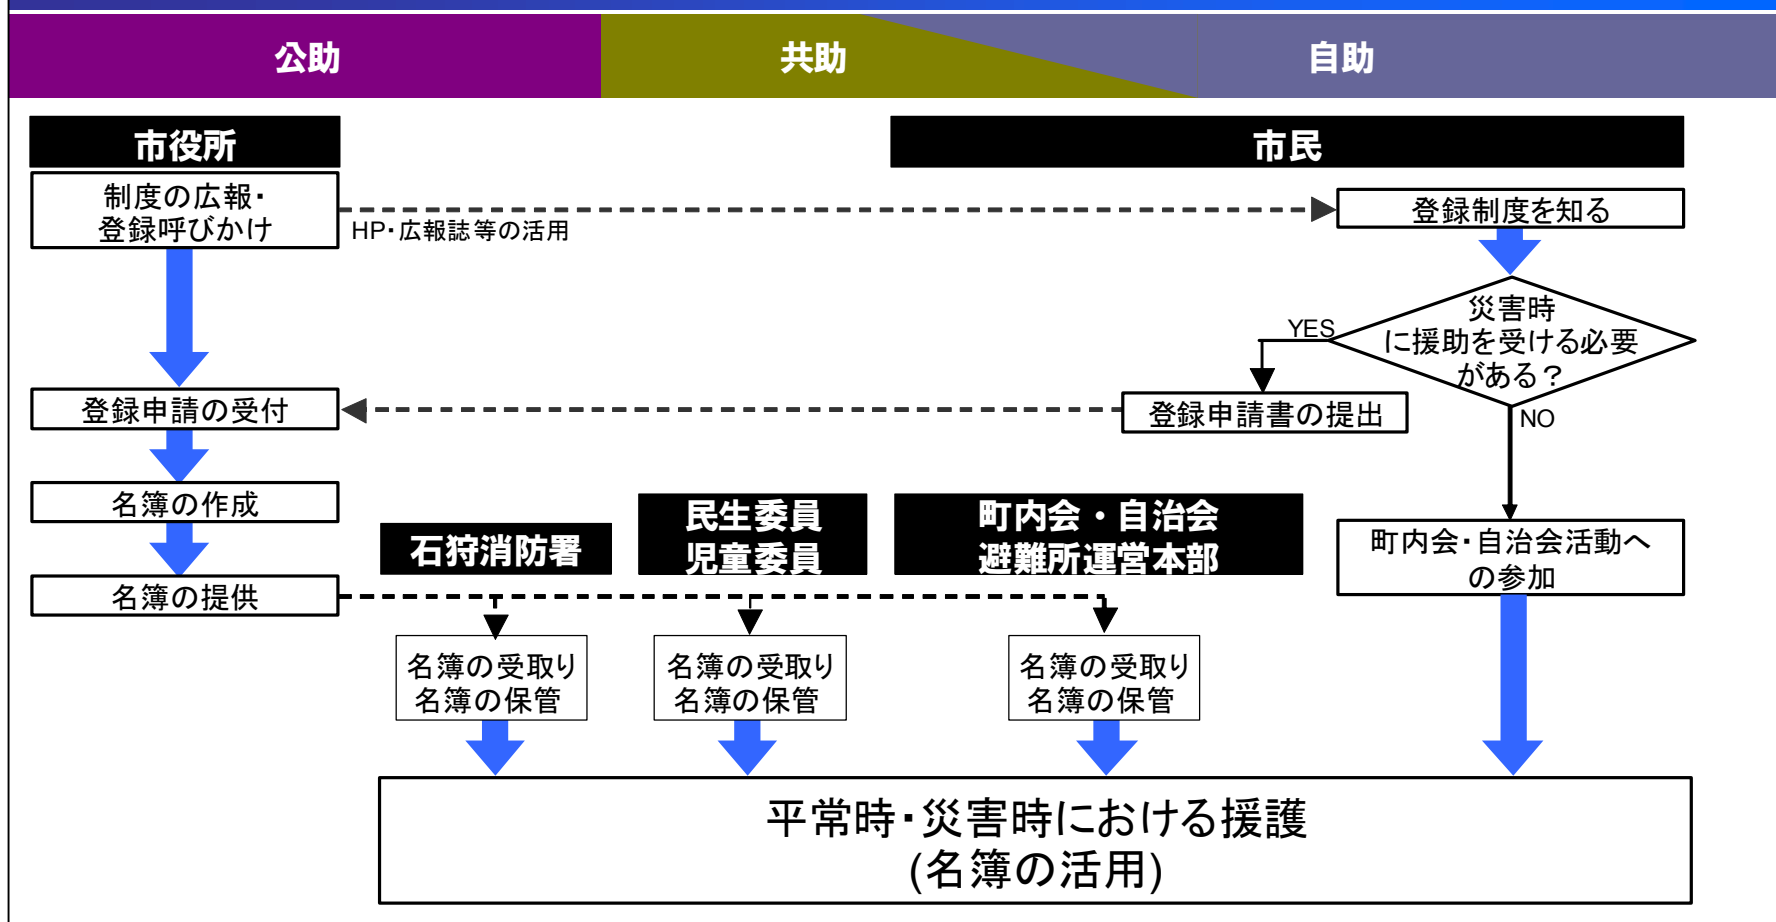 公助
共助
自助
市役所
市民
制度の広報・
登録呼びかけ
HP・広報誌等の活用
登録制度を知る
災害時
に援助を受ける必要
がある？
YES
NO
登録申請の受付
登録申請書の提出
名簿の作成
名簿の提供
石狩消防署
民生委員
児童委員
町内会・自治会
避難所運営本部
町内会・自治会活動へ
の参加
名簿の受取り
名簿の保管
名簿の受取り
名簿の保管
名簿の受取り
名簿の保管
平常時・災害時における援護
(名簿の活用)